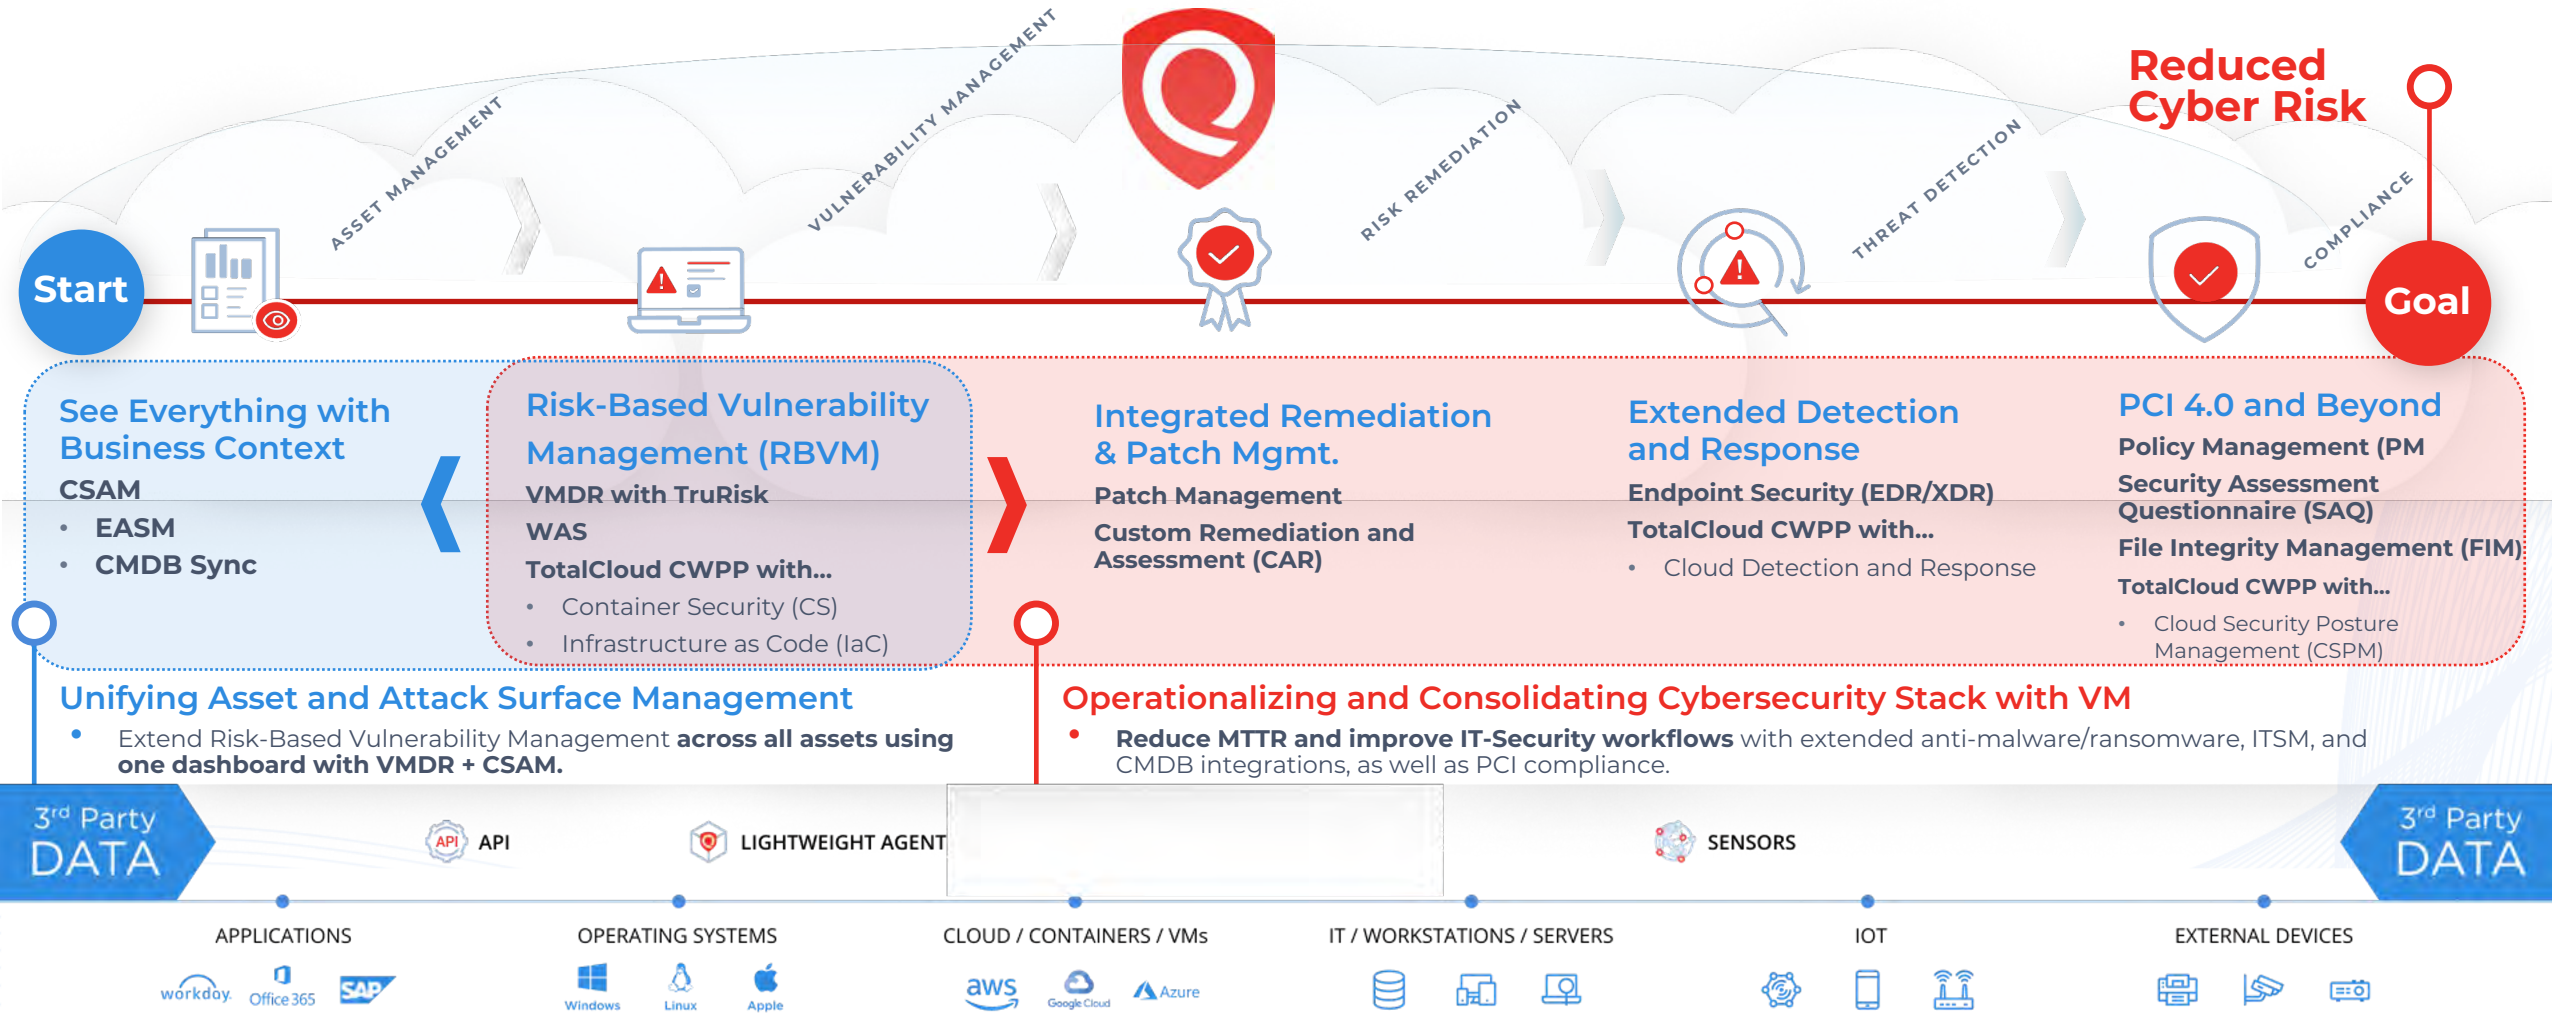 ASSET MANAGEMENT
VULNERABILITY MANAGEMENT
RISK REMEDIATION
THREAT DETECTION
COMPLIANCE
Reduced
Cyber Risk
Start
Goal
See Everything with
Business Context
CSAM
• EASM
• CMDB Sync
Risk-Based Vulnerability
Management (RBVM)
VMDR with TruRisk
WAS
TotalCloud CWPP with...
• Container Security (CS)
• Infrastructure as Code (IaC)
Integrated Remediation
& Patch Mgmt.
Patch Management
Custom Remediation and
Assessment (CAR)
Extended Detection
and Response
Endpoint Security (EDR/XDR)
TotalCloud CWPP with...
• Cloud Detection and Response
PCI 4.0 and Beyond
Policy Management (PM
Security Assessment
Questionnaire (SAQ)
File Integrity Management (FIM)
TotalCloud CWPP with...
• Cloud Security Posture
Management (CSPM)
Unifying Asset and Attack Surface Management
• Extend Risk-Based Vulnerability Management across all assets using
one dashboard with VMDR + CSAM.
Operationalizing and Consolidating Cybersecurity Stack with VM
• Reduce MTTR and improve IT-Security workflows with extended anti-malware/ransomware, ITSM, and
CMDB integrations, as well as PCI compliance.
3rd Party
DATA
API
API
LIGHTWEIGHT AGENT
SENSORS
3rd Party
DATA
APPLICATIONS
OPERATING SYSTEMS
CLOUD / CONTAINERS / VMs
IT / WORKSTATIONS / SERVERS
IOT
EXTERNAL DEVICES
workday.
Office 365
SAP
Windows
Linux
Apple
aws
Google Cloud
Azure